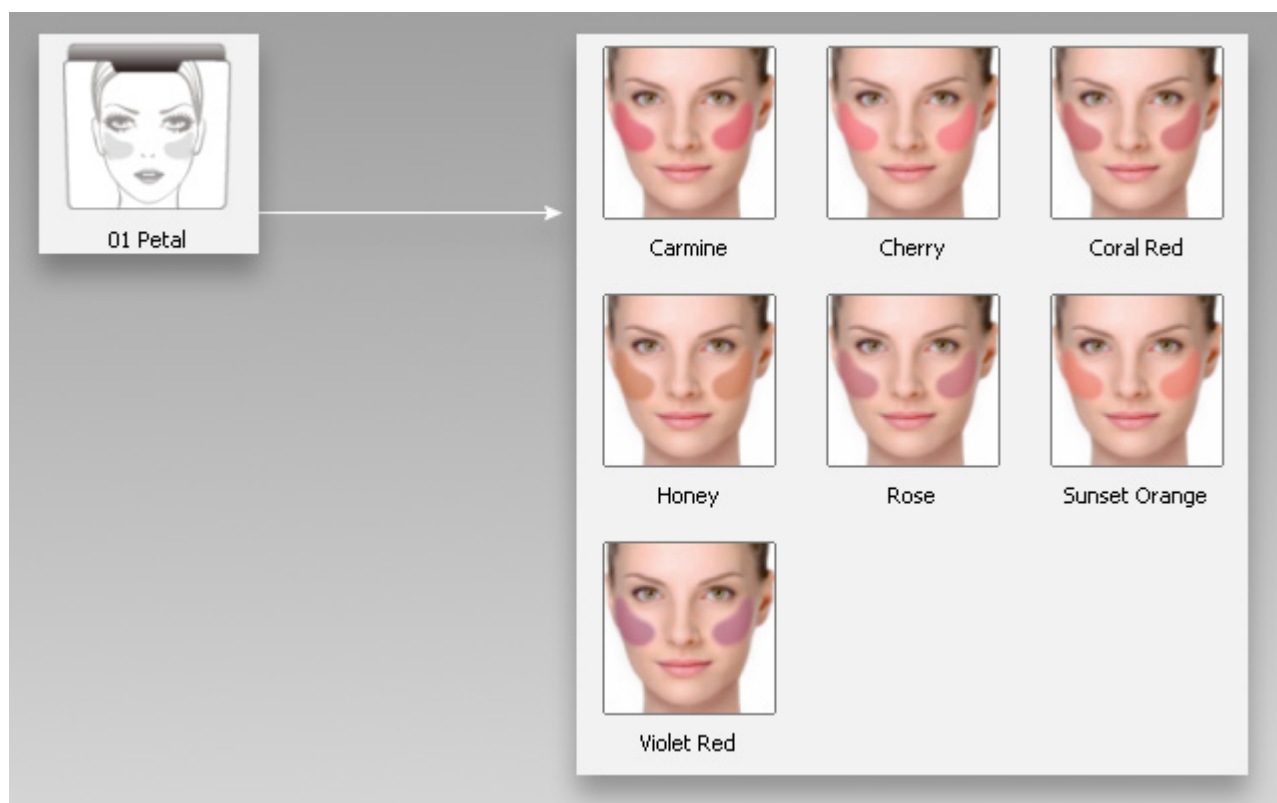 01 Petal
Carmine
Cherry
Coral Red
Honey
Rose
Sunset Orange
Violet Red